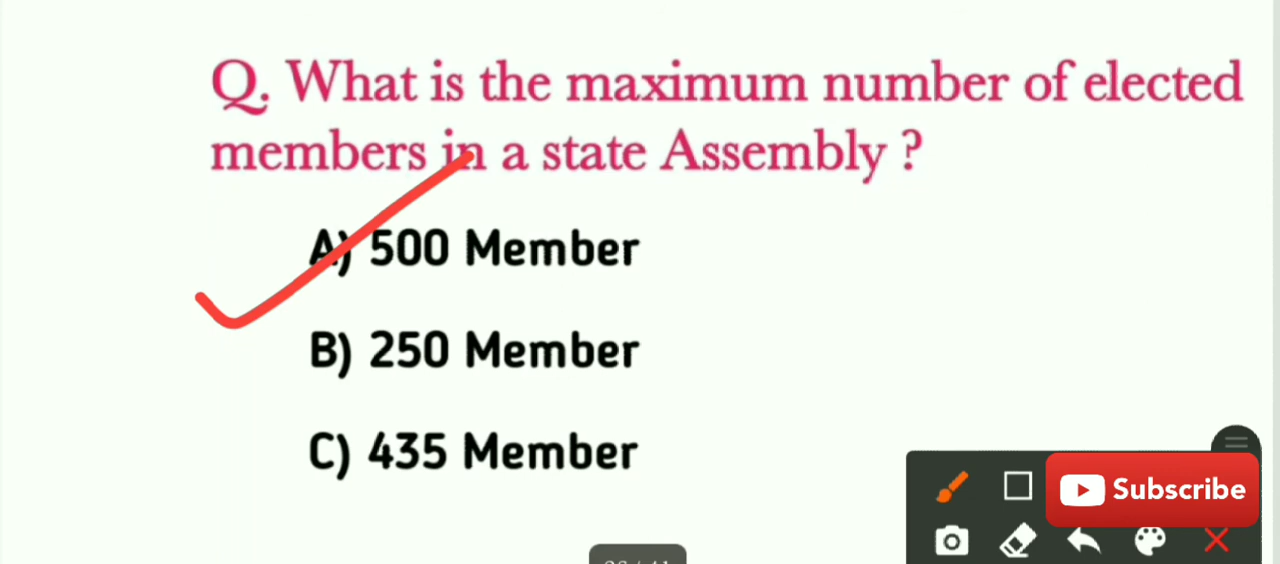 Q. What is the maximum number of elected
members in a state Assembly ?
A) 500 Member
B) 250 Member
C) 435 Member
Subscribe